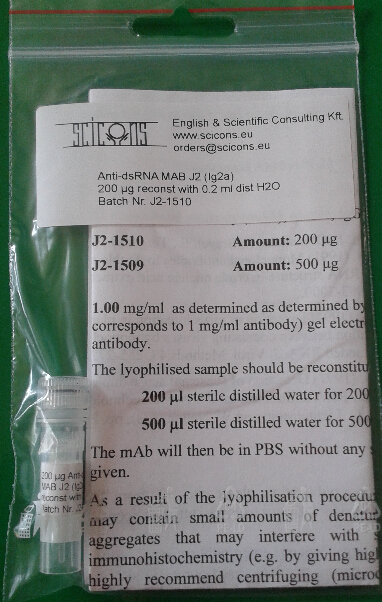 scicons
English & Scientific Consulting Kft.
www.scicons.eu
orders@scicons.eu
Anti-dsRNA MAB J2 (Ig2a)
200 µg reconst with 0.2 ml dist H2O
Batch Nr. J2-1510
J2-1510 Amount: 200 µg
J2-1509 Amount: 500 µg
1.00 mg/ml as determined as determined by
corresponds to 1 mg/ml antibody) gel electr
antibody.
The lyophilised sample should be reconstitu
200 µl sterile distilled water for 200
500 µl sterile distilled water for 500
The mAb will then be in PBS without any
given.
As a result of the lyophilisation procedu
may contain small amounts of denatu
aggregates that may interfere with s
immunohistochemistry (e.g. by giving hig
highly recommend centrifuging (microc
200 µg Anti-
MAB J2 (Ig2
reconst with
Batch Nr. J2